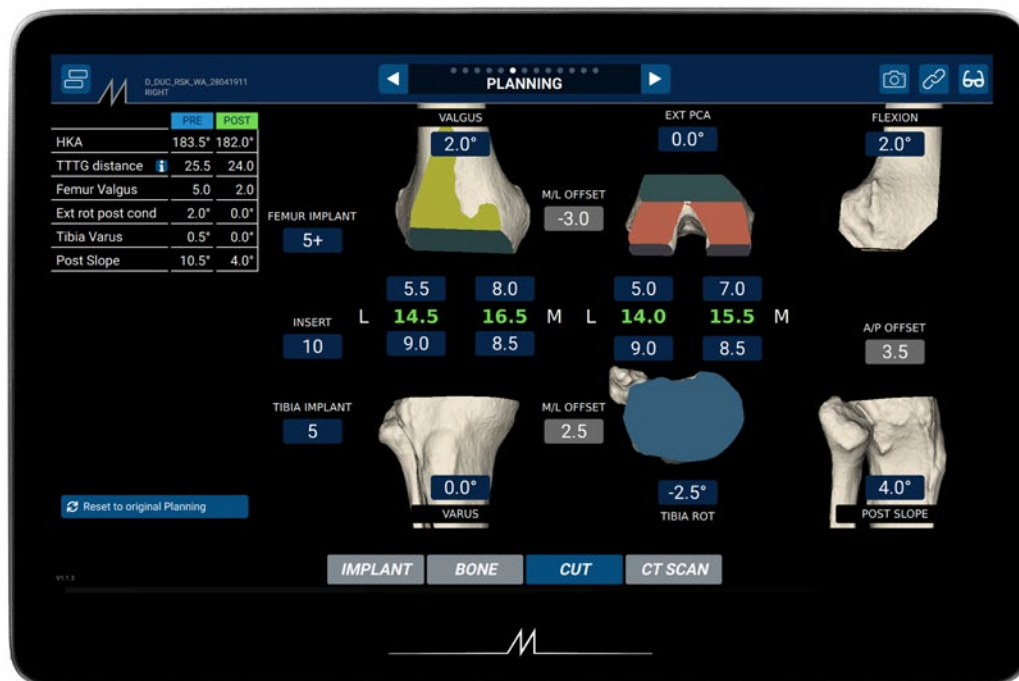 D_DUC_RSK_WA_28041911
RIGHT
PLANNING
PRE POST
HKA 183.5° 182.0°
TTTG distance i 25.5 24.0
Femur Valgus 5.0 2.0
Ext rot post cond 2.0° 0.0°
Tibia Varus 0.5° 0.0°
Post Slope 10.5° 4.0°
VALGUS
2.0°
EXT PCA
0.0°
FLEXION
2.0°
FEMUR IMPLANT
5+
M/L OFFSET
-3.0
5.5 8.0 5.0 7.0
L 14.5 16.5 M L 14.0 15.5 M
9.0 8.5 9.0 8.5
INSERT
10
A/P OFFSET
3.5
TIBIA IMPLANT
5
M/L OFFSET
2.5
0.0°
VARUS
-2.5°
TIBIA ROT
4.0°
POST SLOPE
Reset to original Planning
V1.1.3
IMPLANT BONE CUT CT SCAN